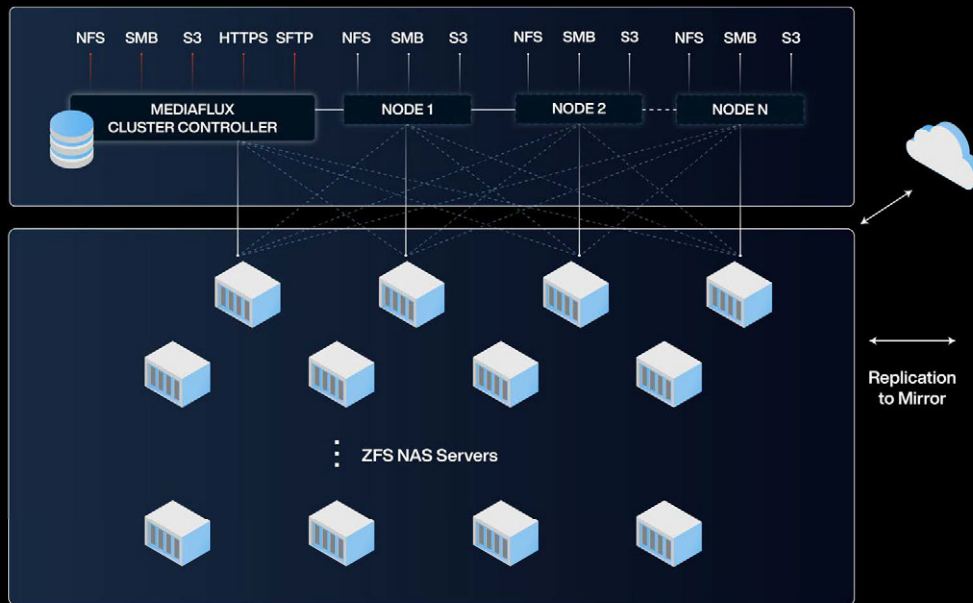 NFS SMB S3 HTTPS SFTP NFS SMB S3 NFS SMB S3 NFS SMB S3
MEDIAFLUX
CLUSTER CONTROLLER
NODE 1
NODE 2
NODE N
Replication
to Mirror
ZFS NAS Servers